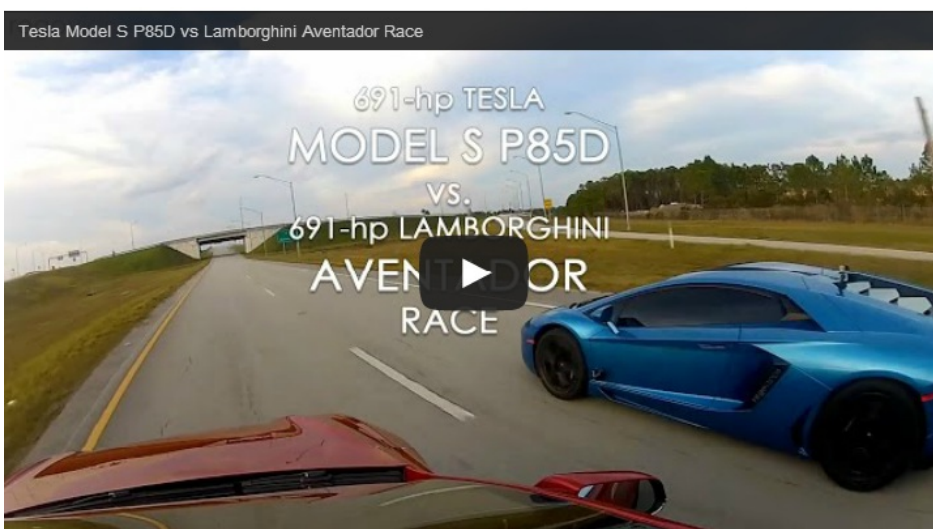 Tesla Model S P85D vs Lamborghini Aventador Race
691-hp TESLA
MODEL S P85D
VS.
691-hp LAMBORGHINI
AVENTADOR
RACE